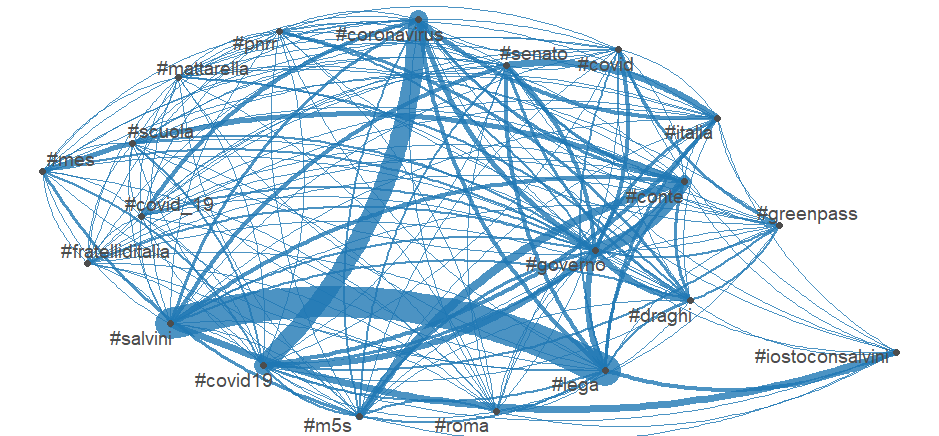 #coronavirus
#pnrr
#senato
#covid
#mattarella
#scuola
#italia
#mes
#conte
#covid_19
#greenpass
#fratelliditalia
#governo
#draghi
#salvini
#iostoconsalvini
#covid19
#lega
#m5s
#roma